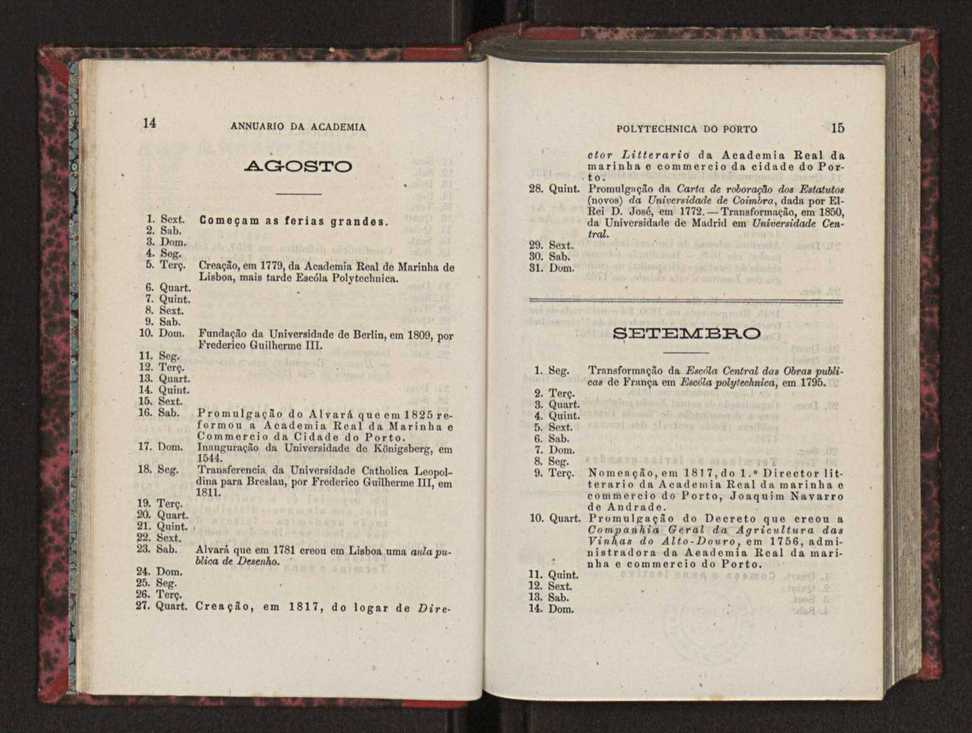 14
ANNUARIO DA ACADEMIA
AGOSTO
1. Sext. Começam as ferias grandes.
2. Sab.
3. Dom.
4. Seg.
5. Terç. Creação, em 1779, da Academia Real de Marinha de
Lisboa, mais tarde Escóla Polytechnica.
6. Quart.
7. Quint.
8. Sext.
9. Sab.
10. Dom. Fundação da Universidade de Berlin, em 1809, por
Frederico Guilherme III.
11. Seg.
12. Terç.
13. Quart.
14. Quint.
15. Sext.
16. Sab. Promulgação do Alvará que em 1825 re-
formou a Academia Real da Marinha e
Commercio da Cidade do Porto.
17. Dom. Inauguração da Universidade de Königsberg, em
1544.
18. Seg. Transferencia da Universidade Catholica Leopol-
dina para Breslau, por Frederico Guilherme III, em
1811.
19. Terç.
20. Quart.
21. Quint.
22. Sext.
23. Sab. Alvará que em 1781 creou em Lisboa uma aula pu-
blica de Desenho.
24. Dom.
25. Seg.
26. Terç.
27. Quart. Creação, em 1817, do logar de Dire-
POLYTECHNICA DO PORTO
15
ctor Litterario da Academia Real da
marinha e commercio da cidade do Por-
to.
28. Quint. Promulgação da Carta de roboração dos Estatutos
(novos) da Universidade de Coimbra, dada por El-
Rei D. José, em 1772. — Transformação, em 1850,
da Universidade de Madrid em Universidade Cen-
tral.
29. Sext.
30. Sab.
31. Dom.
SETEMBRO
1. Seg. Transformação da Escóla Central das Obras publi-
cas de França em Escóla polytechnica, em 1795.
2. Terç.
3. Quart.
4. Quint.
5. Sext.
6. Sab.
7. Dom.
8. Seg.
9. Terç. Nomeação, em 1817, do 1.º Director lit-
terario da Academia Real da marinha e
commercio do Porto, Joaquim Navarro
de Andrade.
10. Quart. Promulgação do Decreto que creou a
Companhia Geral da Agricultura das
Vinhas do Alto-Douro, em 1756, admi-
nistradora da Academia Real da mari-
nha e commercio do Porto.
11. Quint.
12. Sext.
13. Sab.
14. Dom.